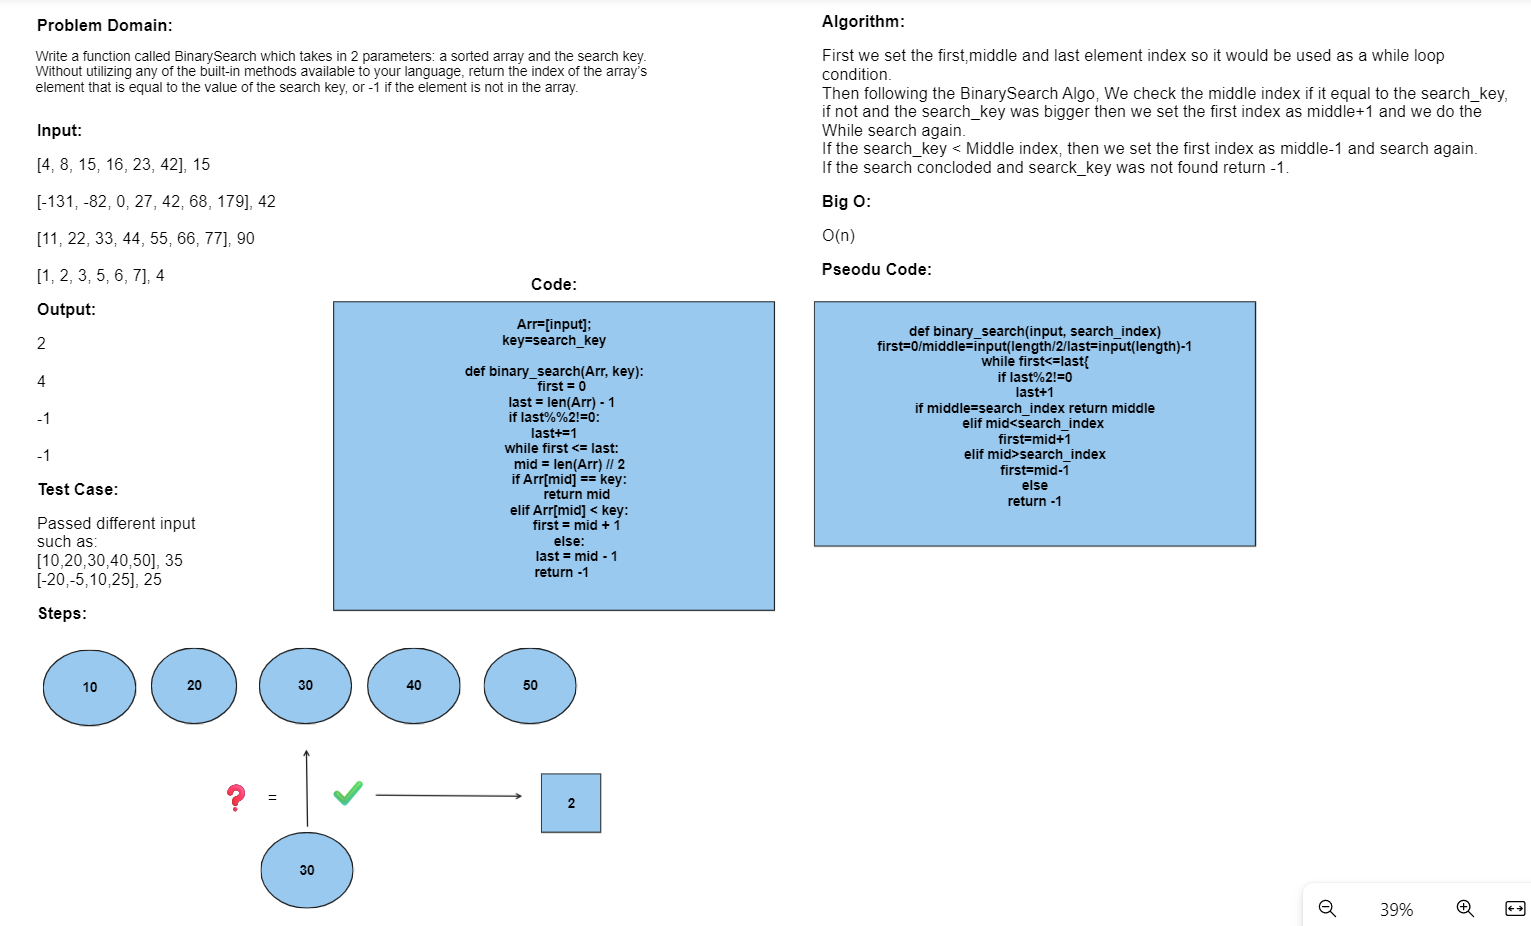 Problem Domain:
Write a function called BinarySearch which takes in 2 parameters: a sorted array and the search key.
Without utilizing any of the built-in methods available to your language, return the index of the array's
element that is equal to the value of the search key, or -1 if the element is not in the array.
Input:
[4, 8, 15, 16, 23, 42], 15
[-131, -82, 0, 27, 42, 68, 179], 42
[11, 22, 33, 44, 55, 66, 77], 90
[1, 2, 3, 5, 6, 7], 4
Output:
2
4
-1
-1
Test Case:
Passed different input
such as:
[10,20,30,40,50], 35
[-20,-5,10,25], 25
Steps:
Code:
Arr=[input];
key=search_key
def binary_search(Arr, key):
first = 0
last = len(Arr) - 1
if last%%2!=0:
last+=1
while first <= last:
mid = len(Arr) // 2
if Arr[mid] == key:
return mid
elif Arr[mid] < key:
first = mid + 1
else:
last = mid - 1
return -1
Algorithm:
First we set the first,middle and last element index so it would be used as a while loop
condition.
Then following the BinarySearch Algo, We check the middle index if it equal to the search_key,
if not and the search_key was bigger then we set the first index as middle+1 and we do the
While search again.
If the search_key < Middle index, then we set the first index as middle-1 and search again.
If the search concloded and searck_key was not found return -1.
Big O:
O(n)
Pseodu Code:
def binary_search(input, search_index)
first=0/middle=input(length/2/last=input(length)-1
while first<=last{
if last%2!=0
last+1
if middle=search_index return middle
elif mid<search_index
first=mid+1
elif mid>search_index
first=mid-1
else
return -1
10
20
30
40
50
? =
2
30
39%